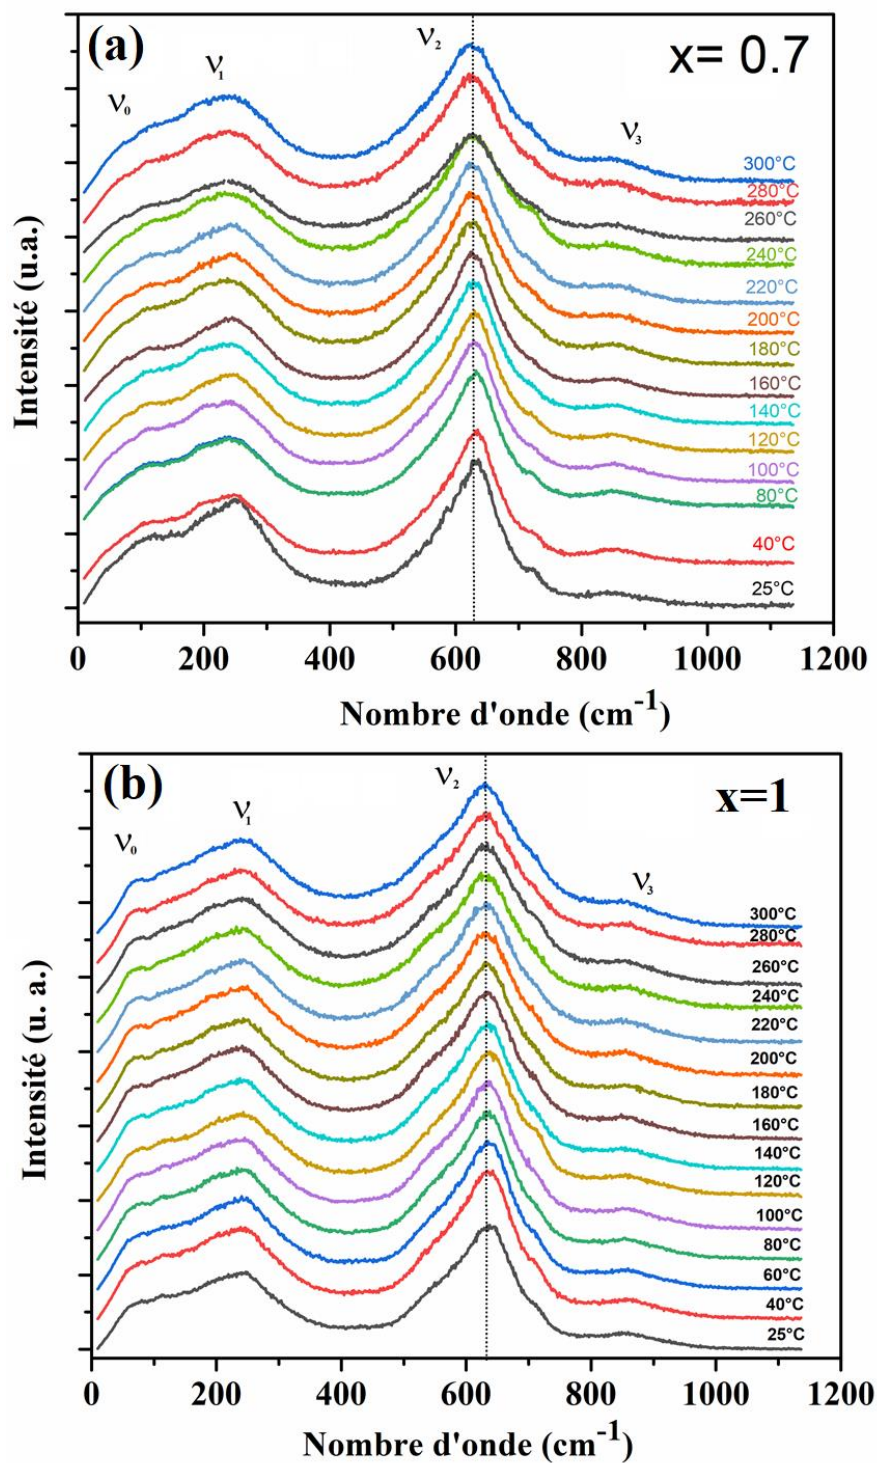 (a)
x= 0.7
ν0
ν1
ν2
ν3
300°C
280°C
260°C
240°C
220°C
200°C
180°C
160°C
140°C
120°C
100°C
80°C
40°C
25°C
Intensité (u.a.)
0 200 400 600 800 1000 1200
Nombre d'onde (cm-1)
(b)
x=1
ν0
ν1
ν2
ν3
300°C
280°C
260°C
240°C
220°C
200°C
180°C
160°C
140°C
120°C
100°C
80°C
60°C
40°C
25°C
Intensité (u. a.)
0 200 400 600 800 1000 1200
Nombre d'onde (cm-1)